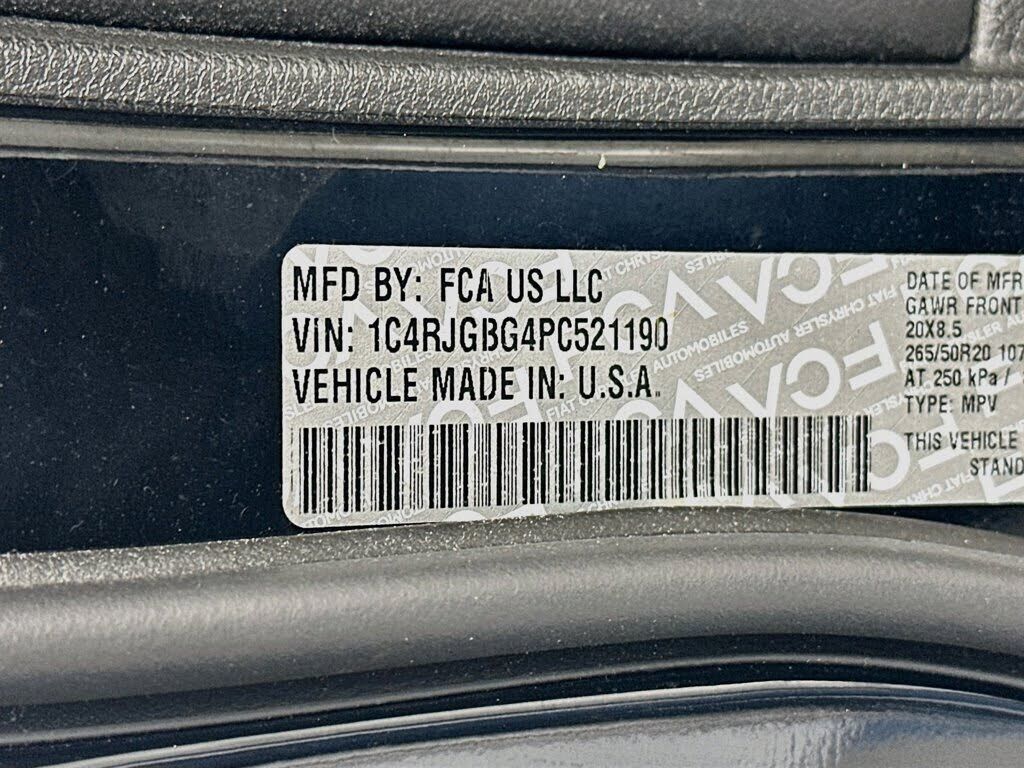 MFD BY: FCA US LLC
VIN: 1C4RJGBG4PC521190
VEHICLE MADE IN: U.S.A.
DATE OF MFR
GAWR FRONT
20X8.5
265/50R20 107
AT 250 kPa /
TYPE: MPV
THIS VEHICLE
STAND